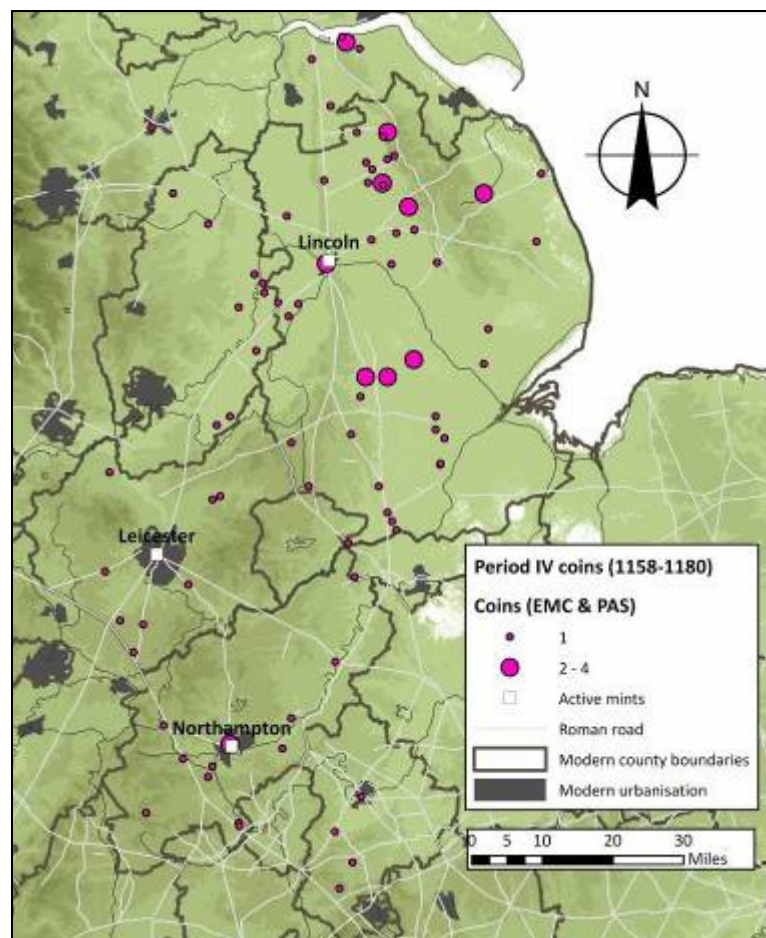 N
Lincoln
Leicester
Northampton
Period IV coins (1158-1180)
Coins (EMC & PAS)
1
2 - 4
Active mints
Roman road
Modern county boundaries
Modern urbanisation
0 5 10 20 30
Miles